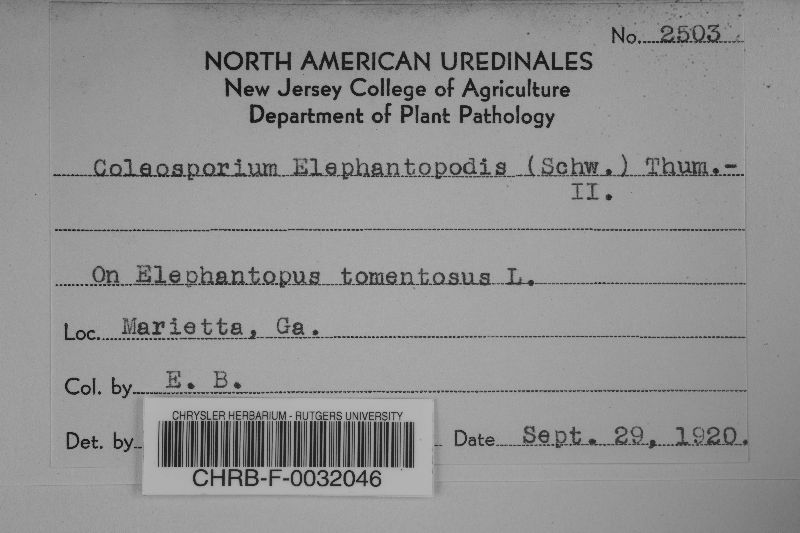 No. 2503
NORTH AMERICAN UREDINALES
New Jersey College of Agriculture
Department of Plant Pathology
Coleosporium Elephantopodis (Schw.) Thum.-
II.
On Elephantopus tomentosus L.
Loc. Marietta, Ga.
Col. by E. B.
Det. by
Date Sept. 29, 1920.
CHRYSLER HERBARIUM - RUTGERS UNIVERSITY
CHRB-F-0032046